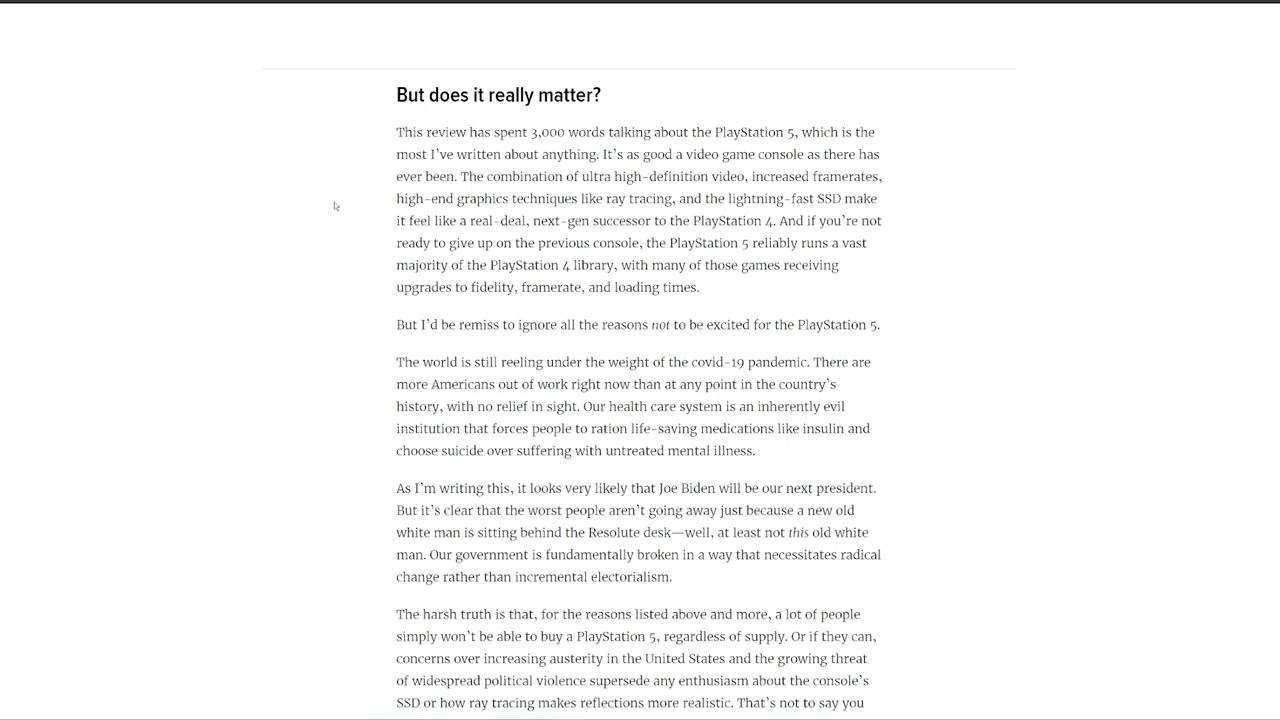 But does it really matter?
This review has spent 3,000 words talking about the PlayStation 5, which is the
most I’ve written about anything. It’s as good a video game console as there has
ever been. The combination of ultra high-definition video, increased framerates,
high-end graphics techniques like ray tracing, and the lightning-fast SSD make
it feel like a real-deal, next-gen successor to the PlayStation 4. And if you’re not
ready to give up on the previous console, the PlayStation 5 reliably runs a vast
majority of the PlayStation 4 library, with many of those games receiving
upgrades to fidelity, framerate, and loading times.
But I’d be remiss to ignore all the reasons not to be excited for the PlayStation 5.
The world is still reeling under the weight of the covid-19 pandemic. There are
more Americans out of work right now than at any point in the country’s
history, with no relief in sight. Our health care system is an inherently evil
institution that forces people to ration life-saving medications like insulin and
choose suicide over suffering with untreated mental illness.
As I’m writing this, it looks very likely that Joe Biden will be our next president.
But it’s clear that the worst people aren’t going away just because a new old
white man is sitting behind the Resolute desk—well, at least not this old white
man. Our government is fundamentally broken in a way that necessitates radical
change rather than incremental electorialism.
The harsh truth is that, for the reasons listed above and more, a lot of people
simply won’t be able to buy a PlayStation 5, regardless of supply. Or if they can,
concerns over increasing austerity in the United States and the growing threat
of widespread political violence supersede any enthusiasm about the console’s
SSD or how ray tracing makes reflections more realistic. That’s not to say you